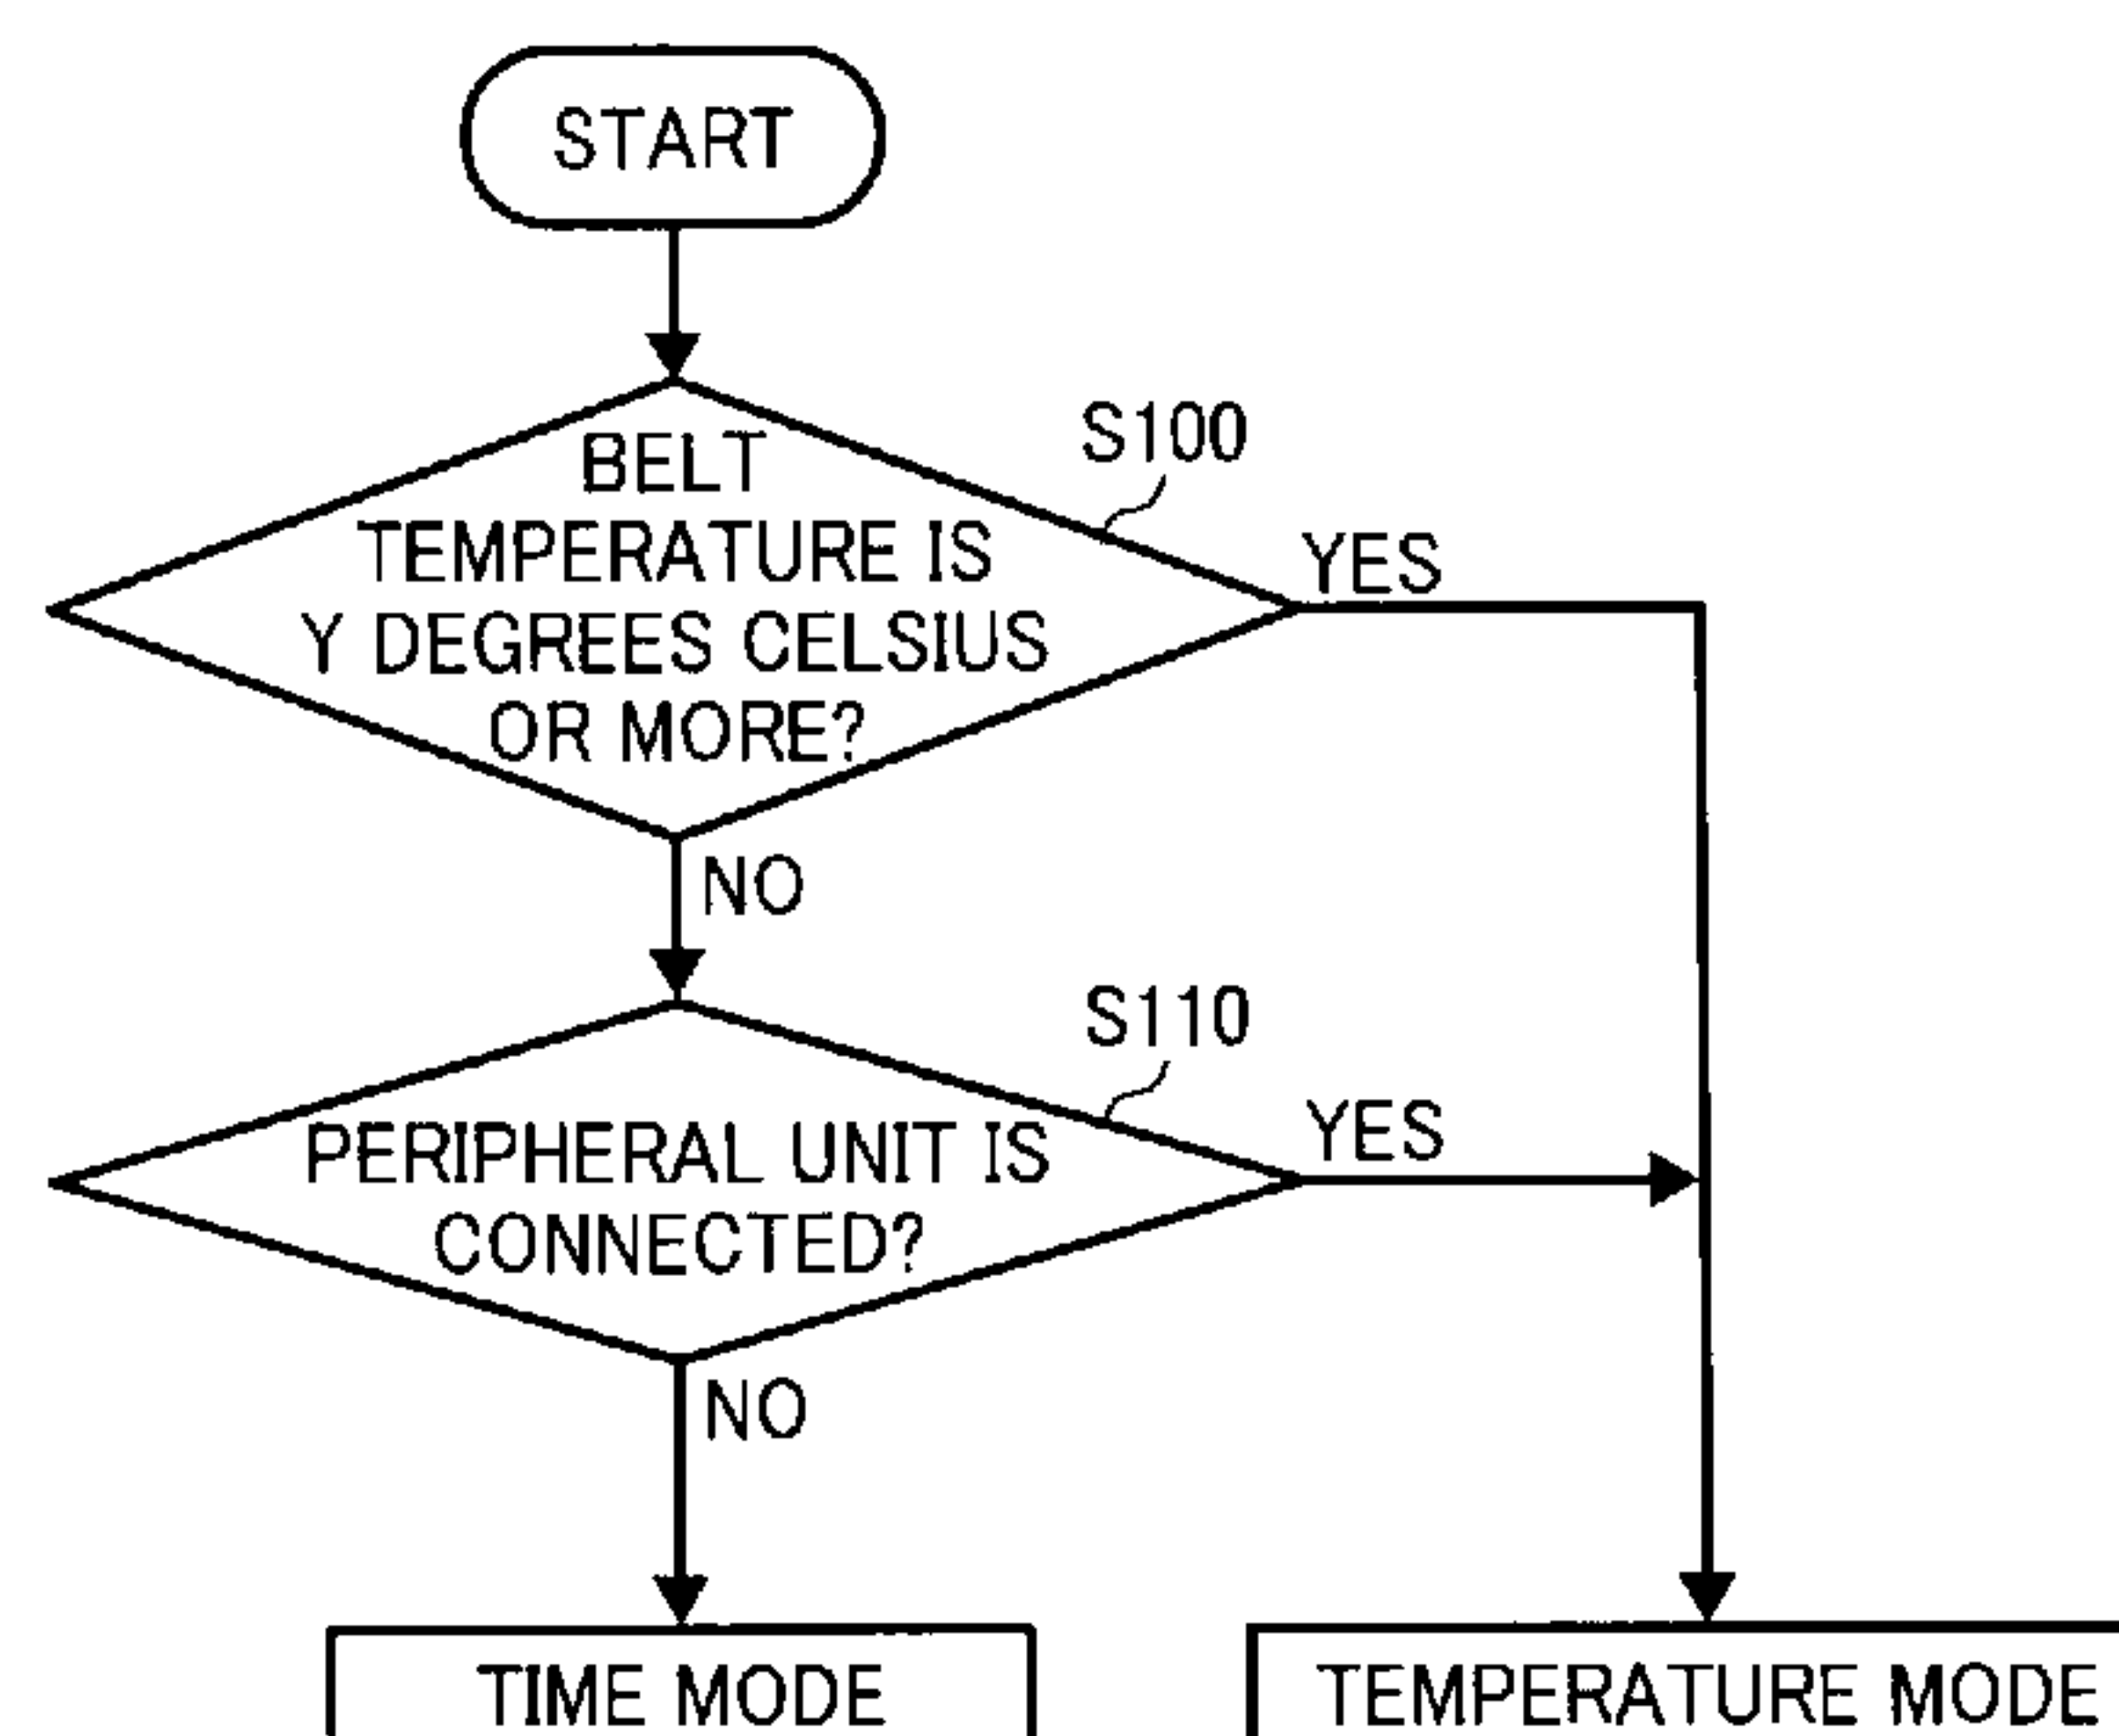 START
S100
BELT
TEMPERATURE IS
Y DEGREES CELSIUS
OR MORE?
YES
NO
S110
PERIPHERAL UNIT IS
CONNECTED?
YES
NO
TIME MODE
TEMPERATURE MODE